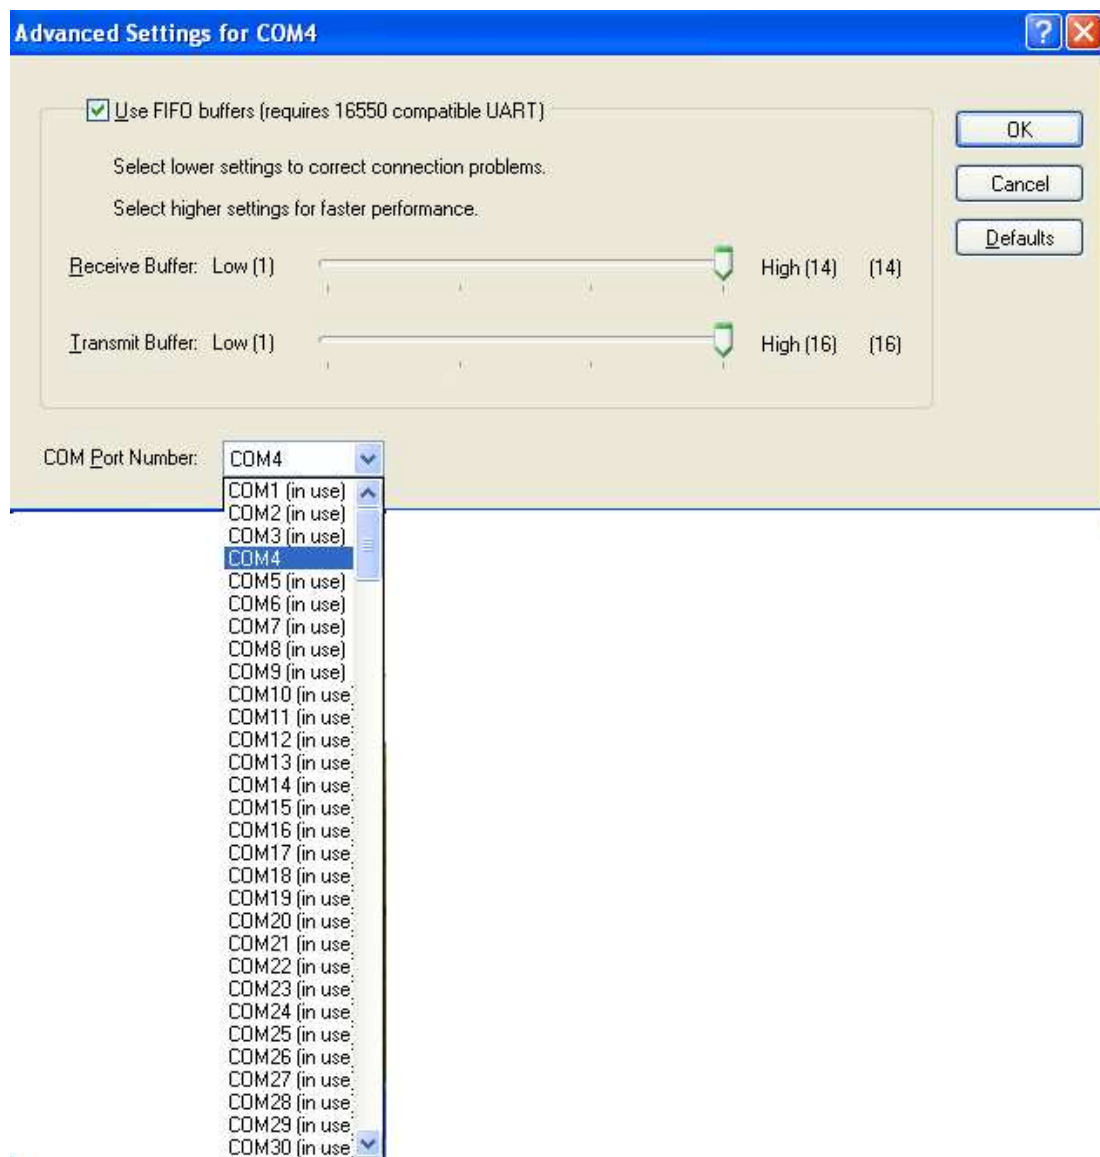 Advanced Settings for COM4
Use FIFO buffers (requires 16550 compatible UART)
OK
Select lower settings to correct connection problems.
Cancel
Select higher settings for faster performance.
Defaults
Receive Buffer: Low (1) High (14) (14)
Transmit Buffer: Low (1) High (16) (16)
COM Port Number: COM4
COM1 (in use)
COM2 (in use)
COM3 (in use)
COM4
COM5 (in use)
COM6 (in use)
COM7 (in use)
COM8 (in use)
COM9 (in use)
COM10 (in use
COM11 (in use
COM12 (in use
COM13 (in use
COM14 (in use
COM15 (in use
COM16 (in use
COM17 (in use
COM18 (in use
COM19 (in use
COM20 (in use
COM21 (in use
COM22 (in use
COM23 (in use
COM24 (in use
COM25 (in use
COM26 (in use
COM27 (in use
COM28 (in use
COM29 (in use
COM30 (in use